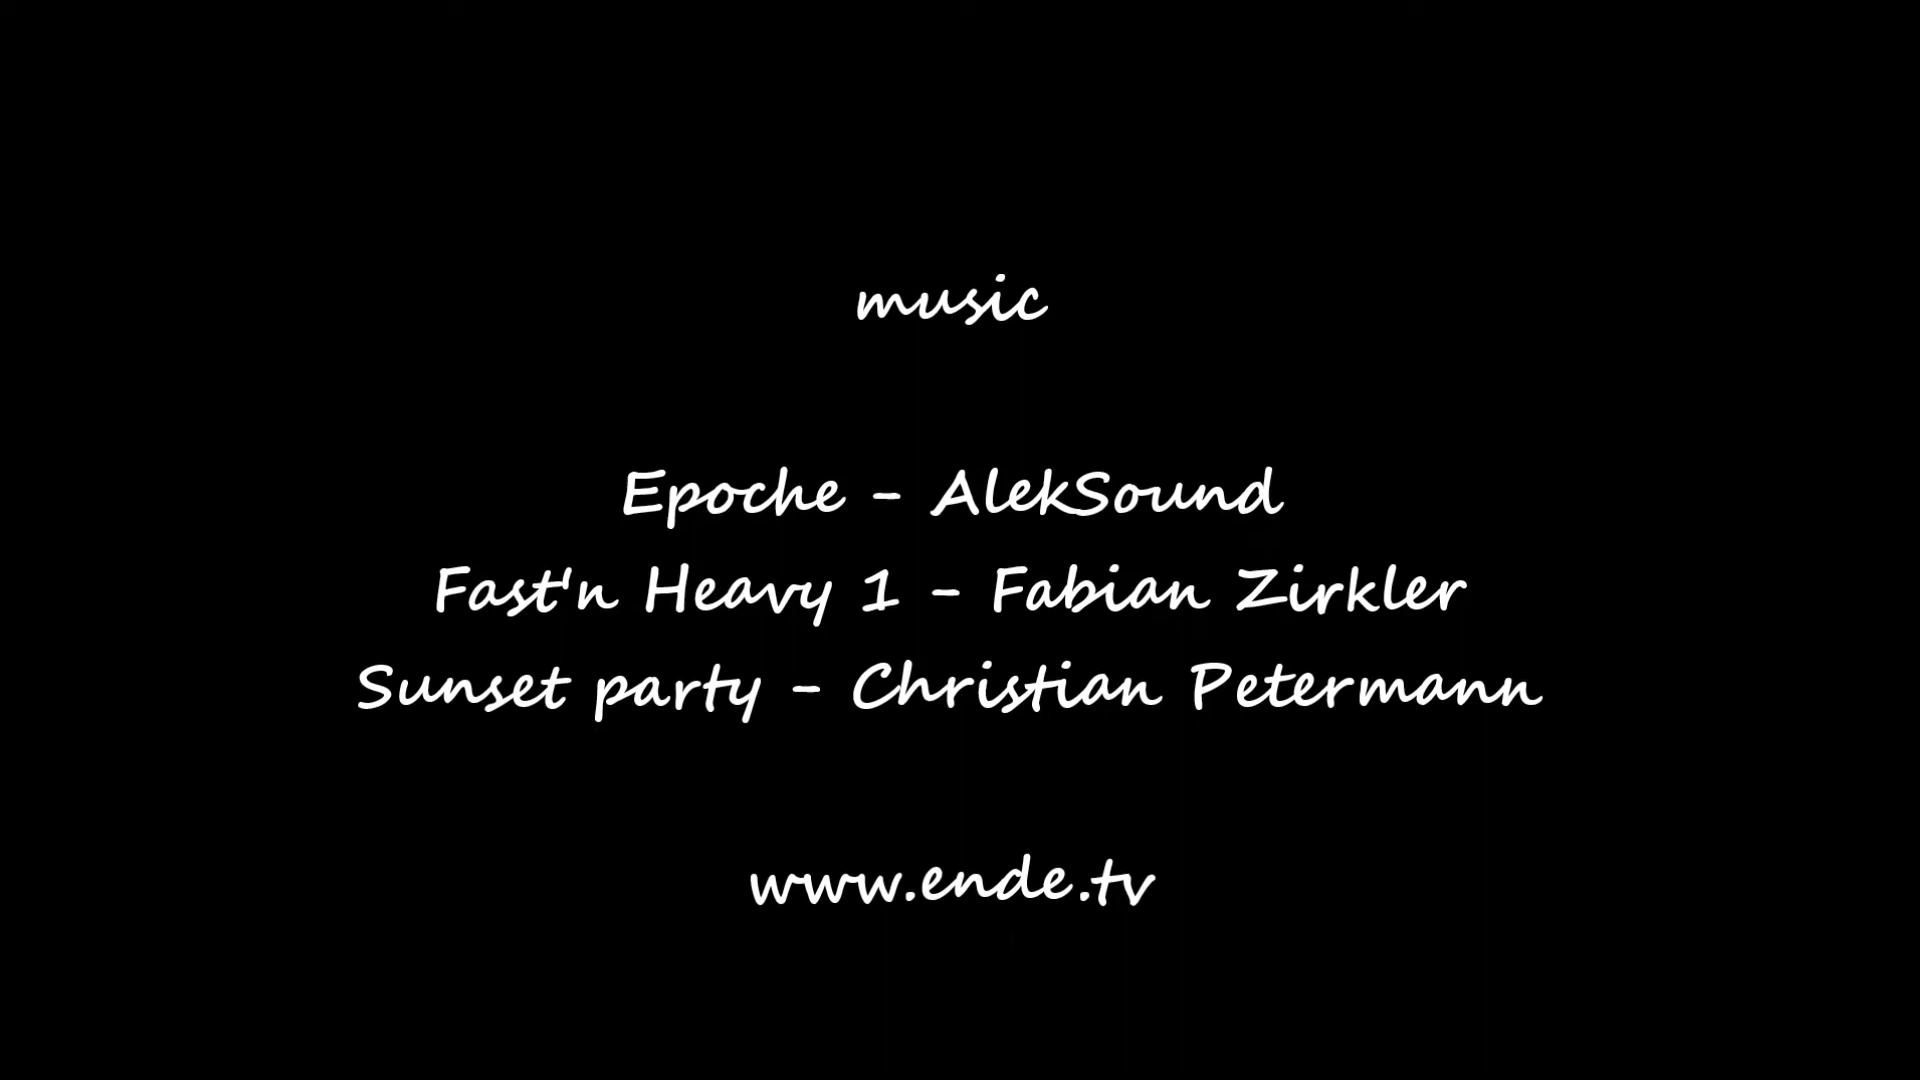 music
Epoche - AlekSound
Fast'n Heavy 1 - Fabian Zirkler
Sunset party - Christian Petermann
www.ende.tv